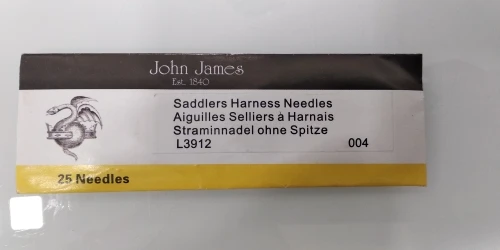 John James
Est. 1840
Saddlers Harness Needles
Aiguilles Selliers à Harnais
Straminnadel ohne Spitze
L3912 004
25 Needles